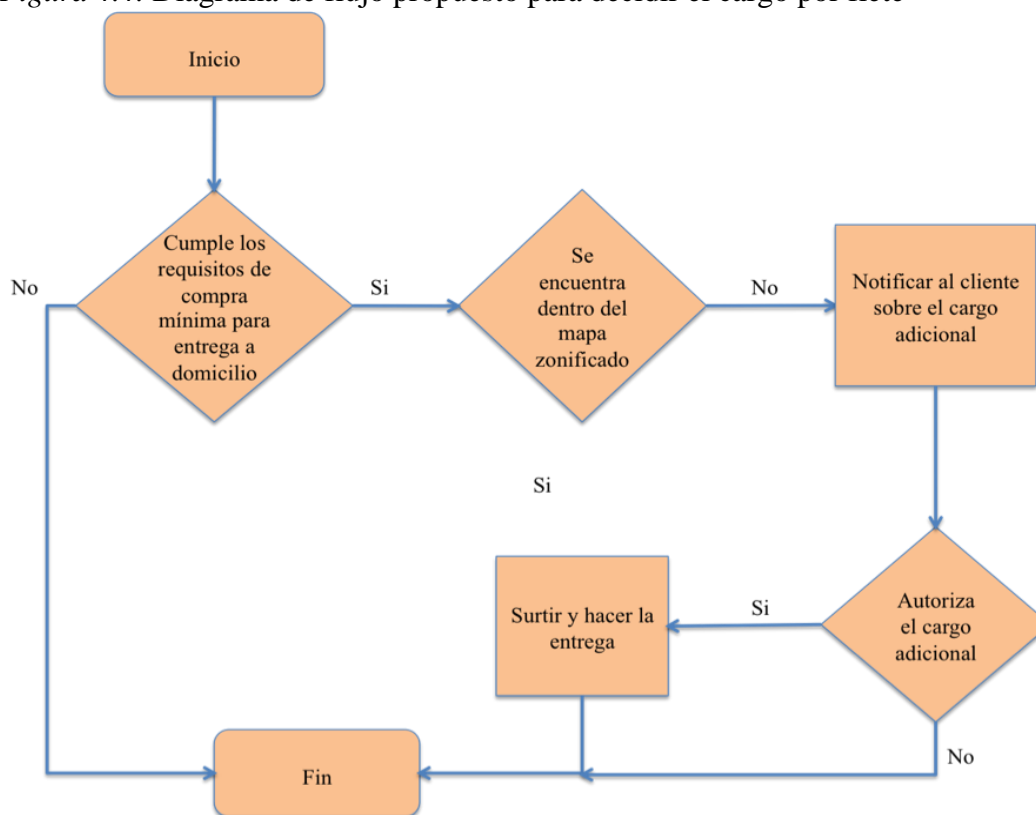 Diagrama de flujo propuesto para decidir el cargo por flete
Inicio
Cumple los
requisitos de
compra
mínima para
entrega a
domicilio
No
Si
Se
encuentra
dentro del
mapa
zonificado
No
Notificar al cliente
sobre el cargo
adicional
Si
Autoriza
el cargo
adicional
Si
Surtir y hacer la
entrega
No
Fin